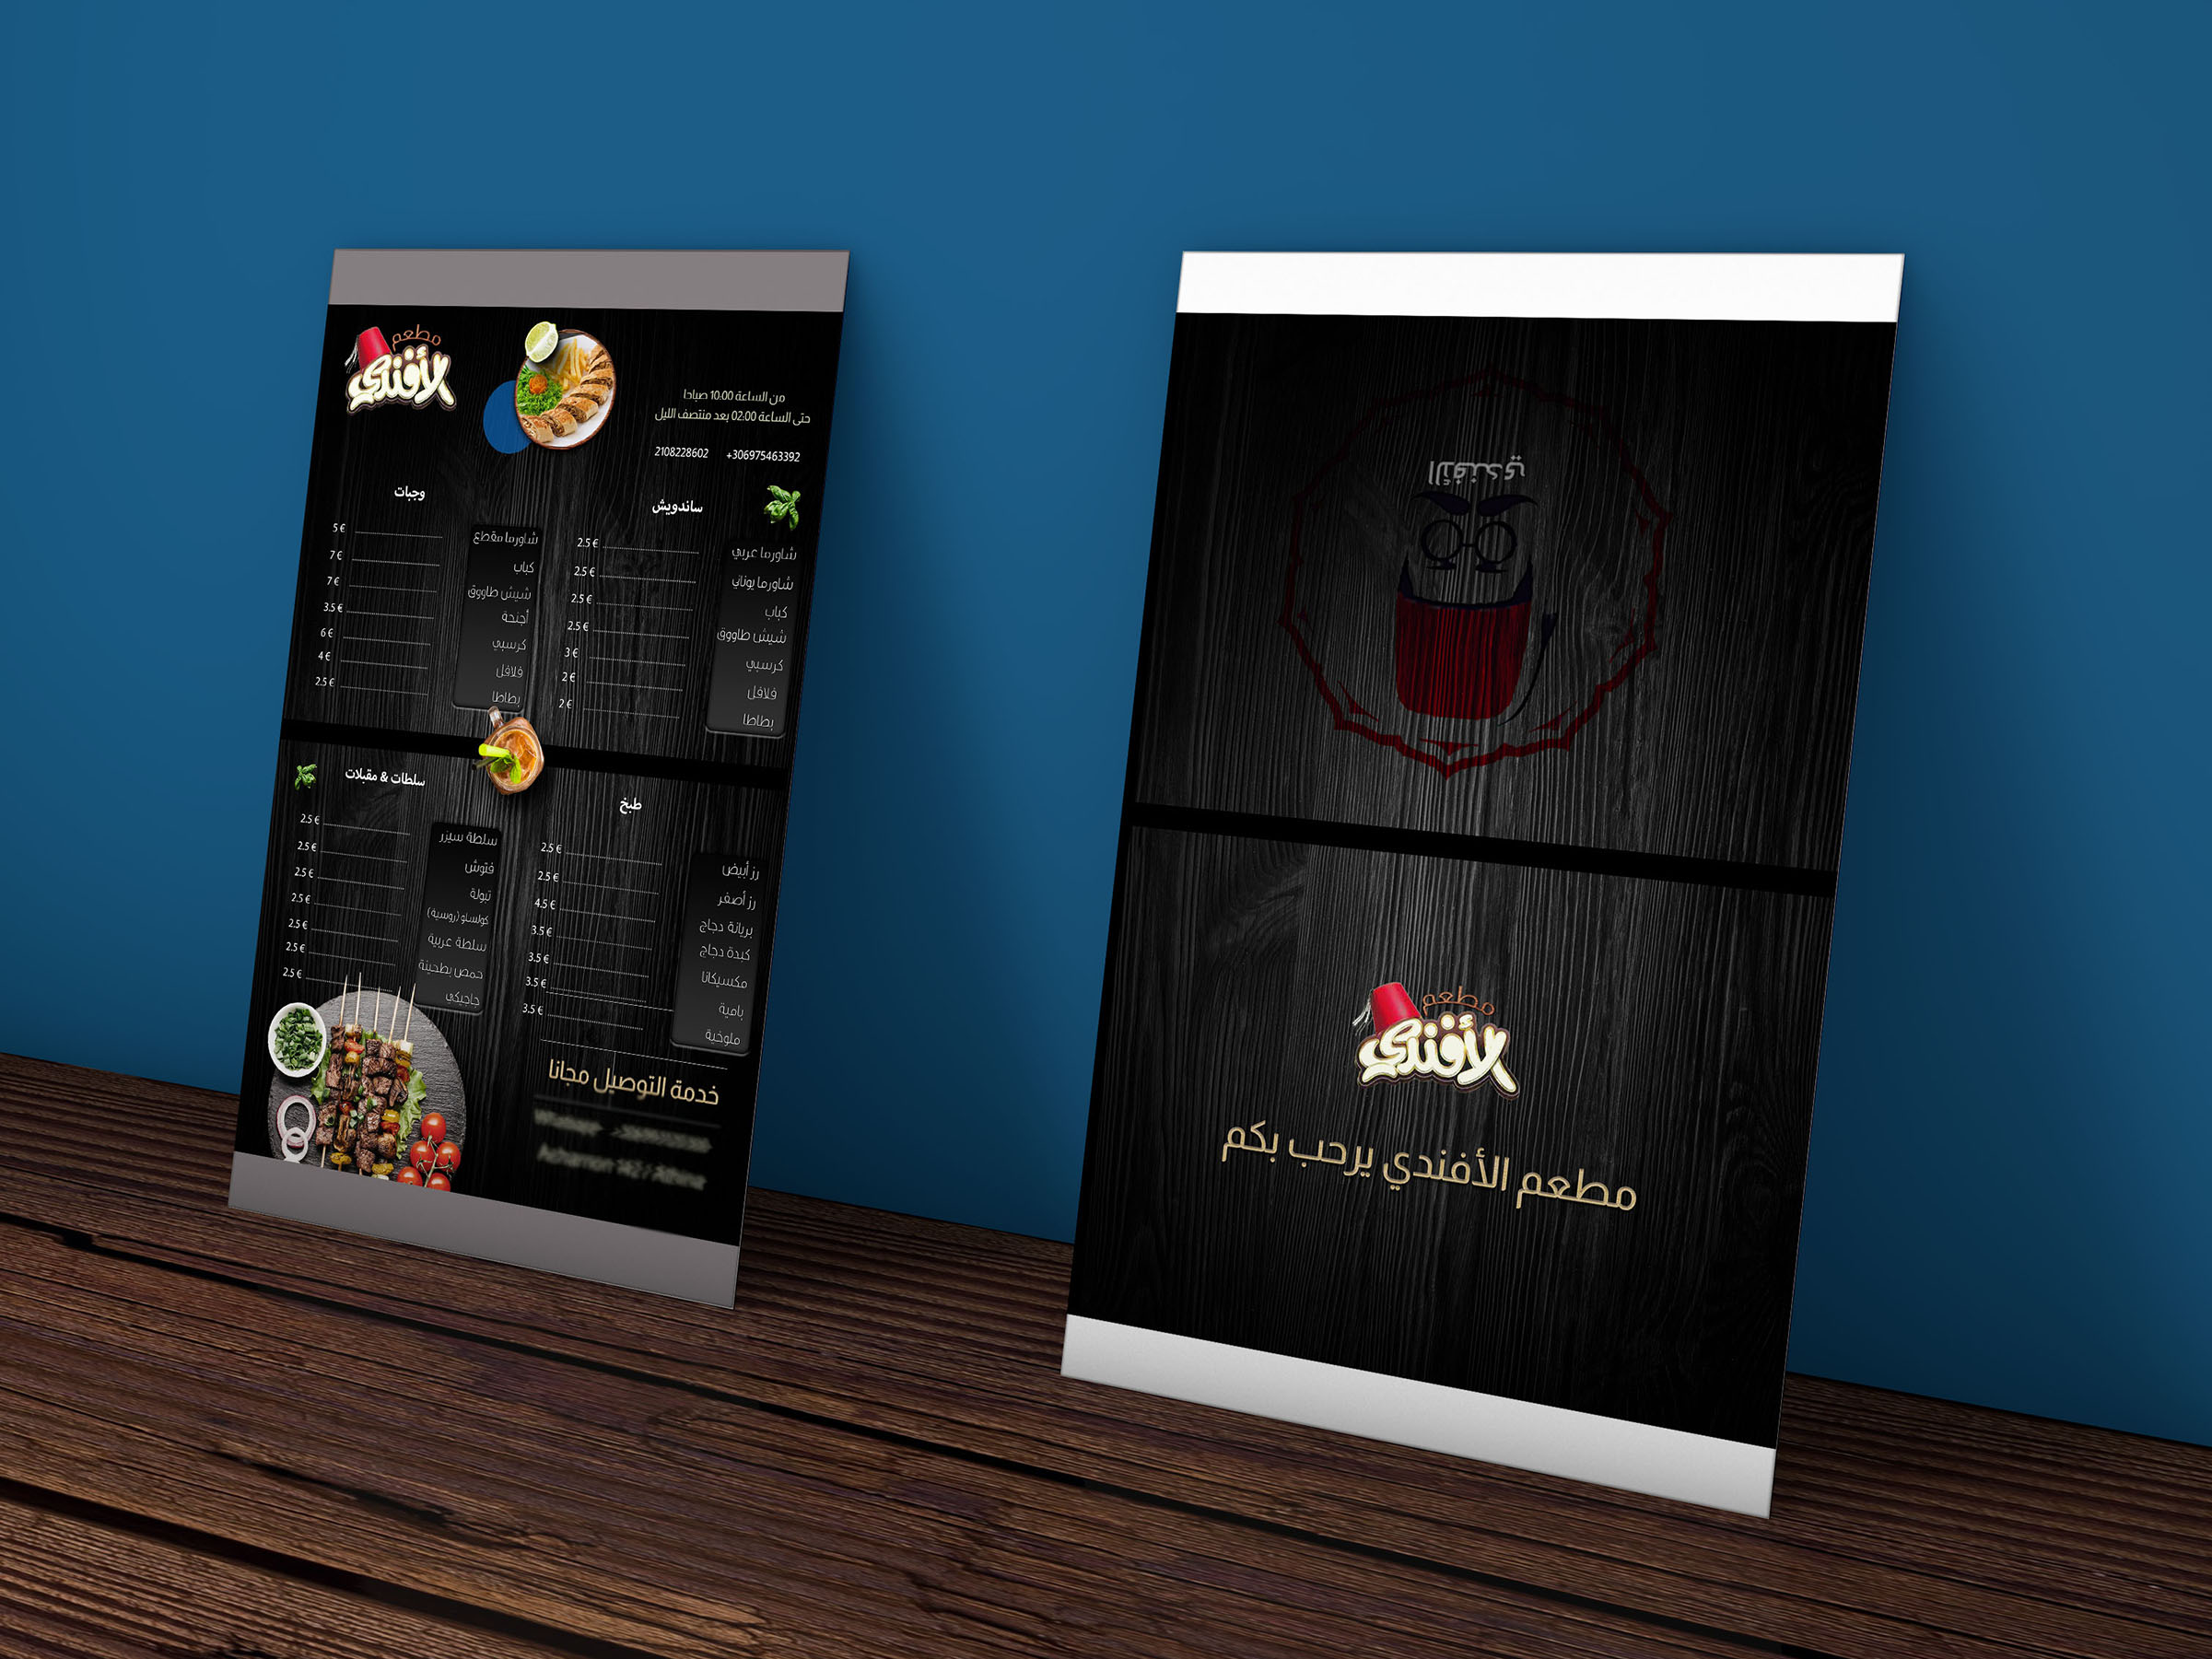 مطعم
الأفندي
من الساعة 10:00 صباحا
حتى الساعة 02:00 بعد منتصف الليل
2108228602 +306975463392
ساندويش
شاورما عربي 2.5 €
شاورما يوناني 2.5 €
كباب 2.5 €
شيش طاووق 2.5 €
كرسبي 3 €
فلافل 2 €
بطاطا 2 €
وجبات
شاورما مقطع 5 €
كباب 7 €
شيش طاووق 7 €
أجنحة 3.5 €
كرسبي 6 €
فلافل 4 €
بطاطا 2.5 €
طبخ
رز أبيض 2.5 €
رز أصفر 2.5 €
بريانة دجاج 4.5 €
كبدة دجاج 3.5 €
مكسيكانا 3.5 €
بامية 3.5 €
ملوخية 3.5 €
سلطات & مقبلات
سلطة سيزر 2.5 €
فتوش 2.5 €
تبولة 2.5 €
كولسلو (روسية) 2.5 €
سلطة عربية 2.5 €
حمص بطحينة 2.5 €
جاجيكي 2.5 €
خدمة التوصيل مجانا
الأفندي
مطعم
الأفندي
مطعم الأفندي يرحب بكم